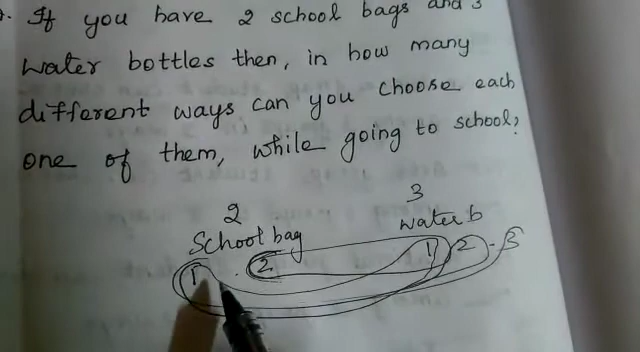 If you have 2 school bags and 3
water bottles then, in how many
different ways can you choose each
one of them, while going to school?
2 3
School bag water b
1 2 1 2 3